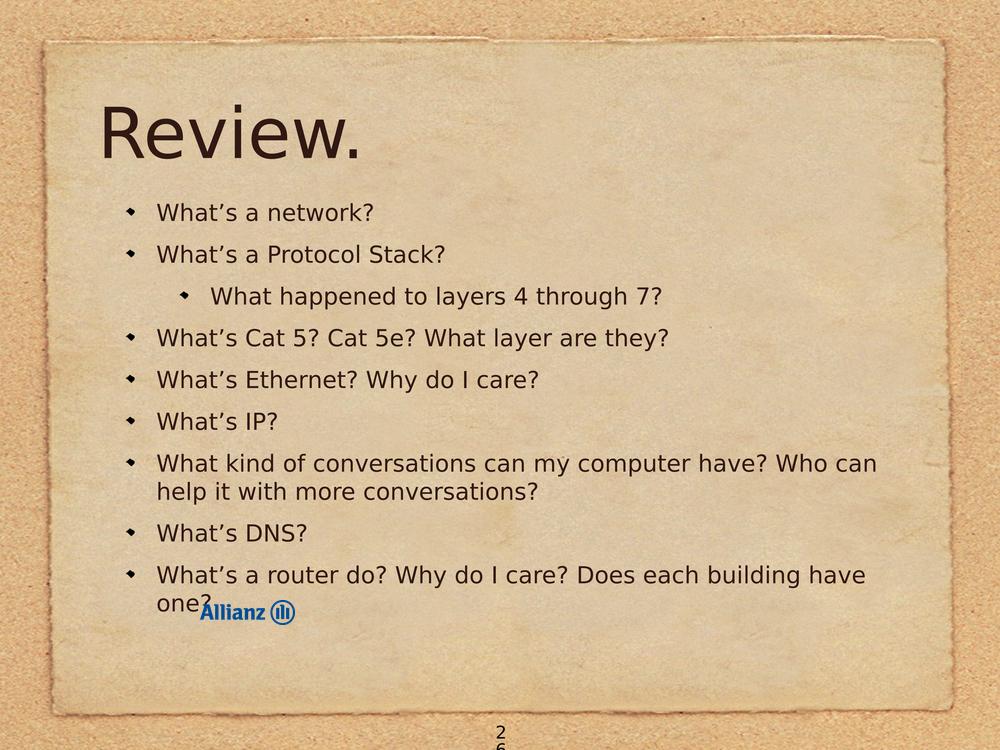 Review.
What’s a network?
What’s a Protocol Stack?
What happened to layers 4 through 7?
What’s Cat 5? Cat 5e? What layer are they?
What’s Ethernet? Why do I care?
What’s IP?
What kind of conversations can my computer have? Who can
help it with more conversations?
What’s DNS?
What’s a router do? Why do I care? Does each building have
one?
Allianz
2
6